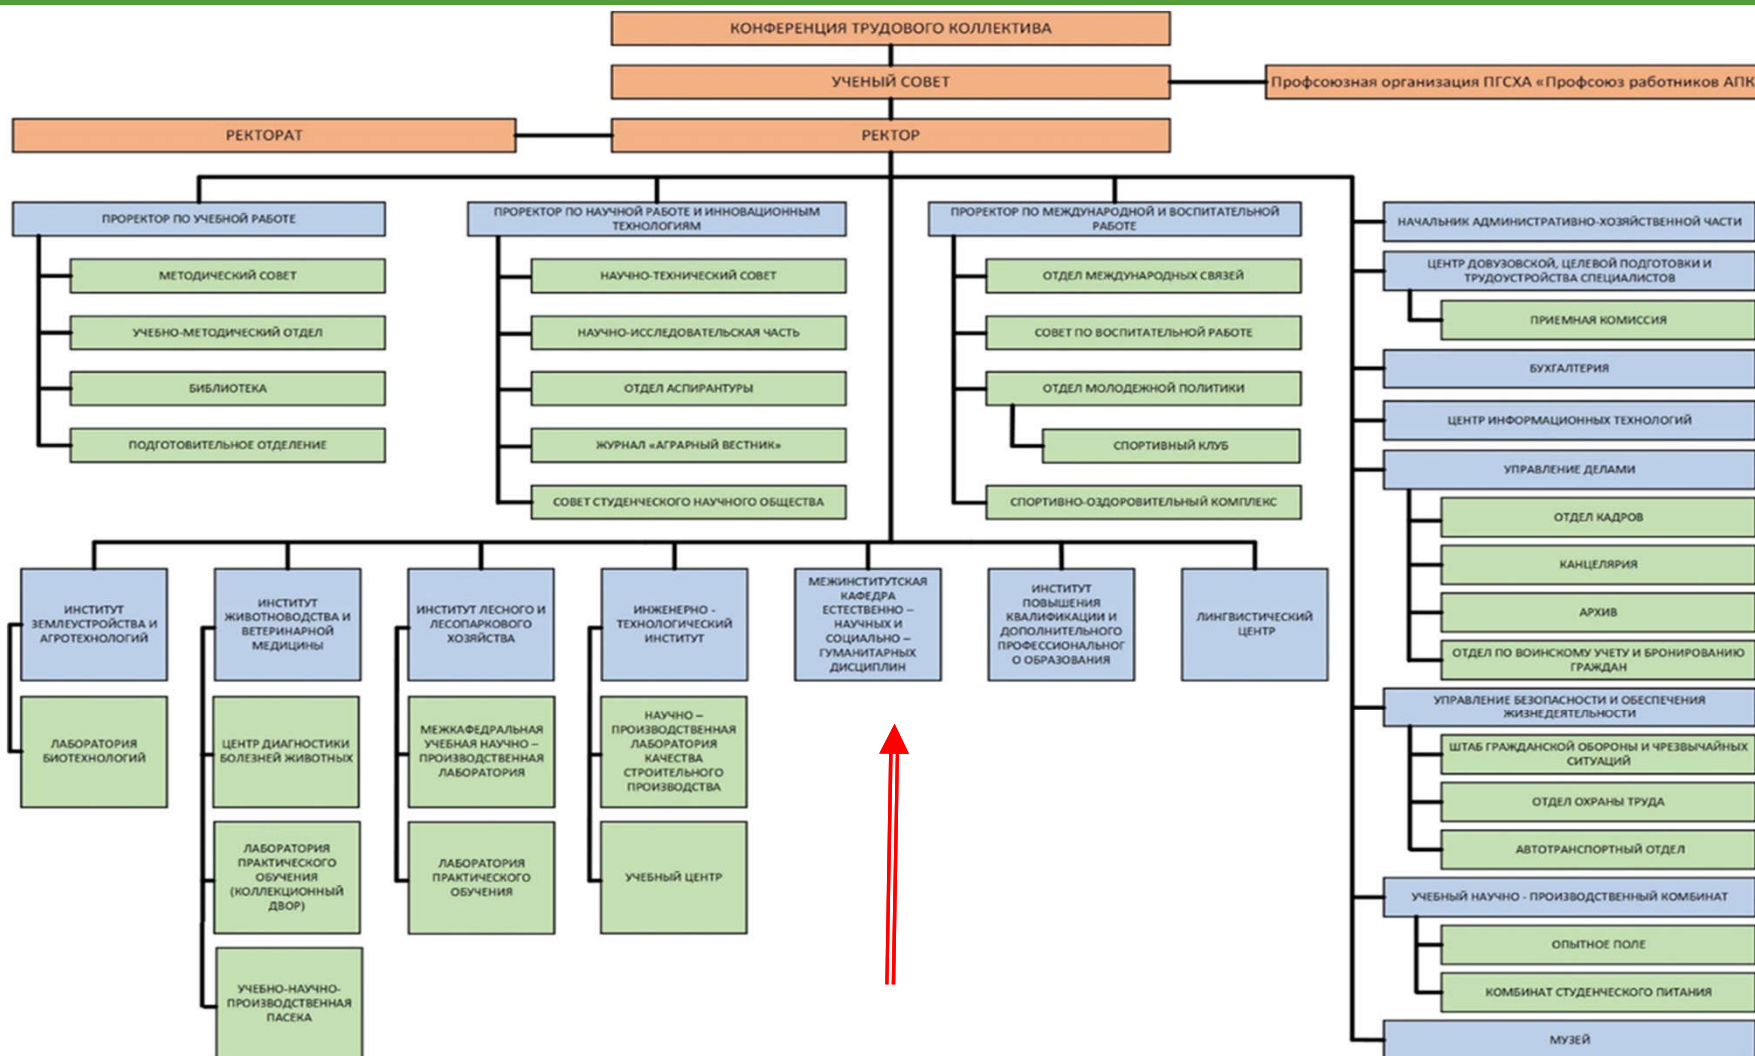 КОНФЕРЕНЦИЯ ТРУДОВОГО КОЛЛЕКТИВА
УЧЕНЫЙ СОВЕТ
Профсоюзная организация ПГСХА «Профсоюз работников АПК
РЕКТОРАТ
РЕКТОР
ПРОРЕКТОР ПО УЧЕБНОЙ РАБОТЕ
МЕТОДИЧЕСКИЙ СОВЕТ
УЧЕБНО-МЕТОДИЧЕСКИЙ ОТДЕЛ
БИБЛИОТЕКА
ПОДГОТОВИТЕЛЬНОЕ ОТДЕЛЕНИЕ
ПРОРЕКТОР ПО НАУЧНОЙ РАБОТЕ И ИННОВАЦИОННЫМ
ТЕХНОЛОГИЯМ
НАУЧНО-ТЕХНИЧЕСКИЙ СОВЕТ
НАУЧНО-ИССЛЕДОВАТЕЛЬСКАЯ ЧАСТЬ
ОТДЕЛ АСПИРАНТУРЫ
ЖУРНАЛ «АГРАРНЫЙ ВЕСТНИК»
СОВЕТ СТУДЕНЧЕСКОГО НАУЧНОГО ОБЩЕСТВА
ПРОРЕКТОР ПО МЕЖДУНАРОДНОЙ И ВОСПИТАТЕЛЬНОЙ
РАБОТЕ
ОТДЕЛ МЕЖДУНАРОДНЫХ СВЯЗЕЙ
СОВЕТ ПО ВОСПИТАТЕЛЬНОЙ РАБОТЕ
ОТДЕЛ МОЛОДЕЖНОЙ ПОЛИТИКИ
СПОРТИВНЫЙ КЛУБ
СПОРТИВНО-ОЗДОРОВИТЕЛЬНЫЙ КОМПЛЕКС
НАЧАЛЬНИК АДМИНИСТРАТИВНО-ХОЗЯЙСТВЕННОЙ ЧАСТИ
ЦЕНТР ДОВУЗОВСКОЙ, ЦЕЛЕВОЙ ПОДГОТОВКИ И
ТРУДОУСТРОЙСТВА СПЕЦИАЛИСТОВ
ПРИЕМНАЯ КОМИССИЯ
БУХГАЛТЕРИЯ
ЦЕНТР ИНФОРМАЦИОННЫХ ТЕХНОЛОГИЙ
УПРАВЛЕНИЕ ДЕЛАМИ
ОТДЕЛ КАДРОВ
КАНЦЕЛЯРИЯ
АРХИВ
ОТДЕЛ ПО ВОИНСКОМУ УЧЕТУ И БРОНИРОВАНИЮ
ГРАЖДАН
УПРАВЛЕНИЕ БЕЗОПАСНОСТИ И ОБЕСПЕЧЕНИЯ
ЖИЗНЕДЕЯТЕЛЬНОСТИ
ШТАБ ГРАЖДАНСКОЙ ОБОРОНЫ И ЧРЕЗВЫЧАЙНЫХ
СИТУАЦИЙ
ОТДЕЛ ОХРАНЫ ТРУДА
АВТОТРАНСПОРТНЫЙ ОТДЕЛ
УЧЕБНЫЙ НАУЧНО - ПРОИЗВОДСТВЕННЫЙ КОМБИНАТ
ОПЫТНОЕ ПОЛЕ
КОМБИНАТ СТУДЕНЧЕСКОГО ПИТАНИЯ
МУЗЕЙ
ИНСТИТУТ
ЗЕМЛЕУСТРОЙСТВА И
АГРОТЕХНОЛОГИЙ
ЛАБОРАТОРИЯ
БИОТЕХНОЛОГИЙ
ИНСТИТУТ
ЖИВОТНОВОДСТВА И
ВЕТЕРИНАРНОЙ
МЕДИЦИНЫ
ЦЕНТР ДИАГНОСТИКИ
БОЛЕЗНЕЙ ЖИВОТНЫХ
ЛАБОРАТОРИЯ
ПРАКТИЧЕСКОГО
ОБУЧЕНИЯ
(КОЛЛЕКЦИОННЫЙ
ДВОР)
УЧЕБНО-НАУЧНО-
ПРОИЗВОДСТВЕННАЯ
ПАСЕКА
ИНСТИТУТ ЛЕСНОГО И
ЛЕСОПАРКОВОГО
ХОЗЯЙСТВА
МЕЖКАФЕДРАЛЬНАЯ
УЧЕБНАЯ НАУЧНО –
ПРОИЗВОДСТВЕННАЯ
ЛАБОРАТОРИЯ
ЛАБОРАТОРИЯ
ПРАКТИЧЕСКОГО
ОБУЧЕНИЯ
ИНЖЕНЕРНО -
ТЕХНОЛОГИЧЕСКИЙ
ИНСТИТУТ
НАУЧНО –
ПРОИЗВОДСТВЕННАЯ
ЛАБОРАТОРИЯ
КАЧЕСТВА
СТРОИТЕЛЬНОГО
ПРОИЗВОДСТВА
УЧЕБНЫЙ ЦЕНТР
МЕЖИНСТИТУТСКАЯ
КАФЕДРА
ЕСТЕСТВЕННО –
НАУЧНЫХ И
СОЦИАЛЬНО –
ГУМАНИТАРНЫХ
ДИСЦИПЛИН
ИНСТИТУТ
ПОВЫШЕНИЯ
КВАЛИФИКАЦИИ И
ДОПОЛНИТЕЛЬНОГО
ПРОФЕССИОНАЛЬНОГ
О ОБРАЗОВАНИЯ
ЛИНГВИСТИЧЕСКИЙ
ЦЕНТР